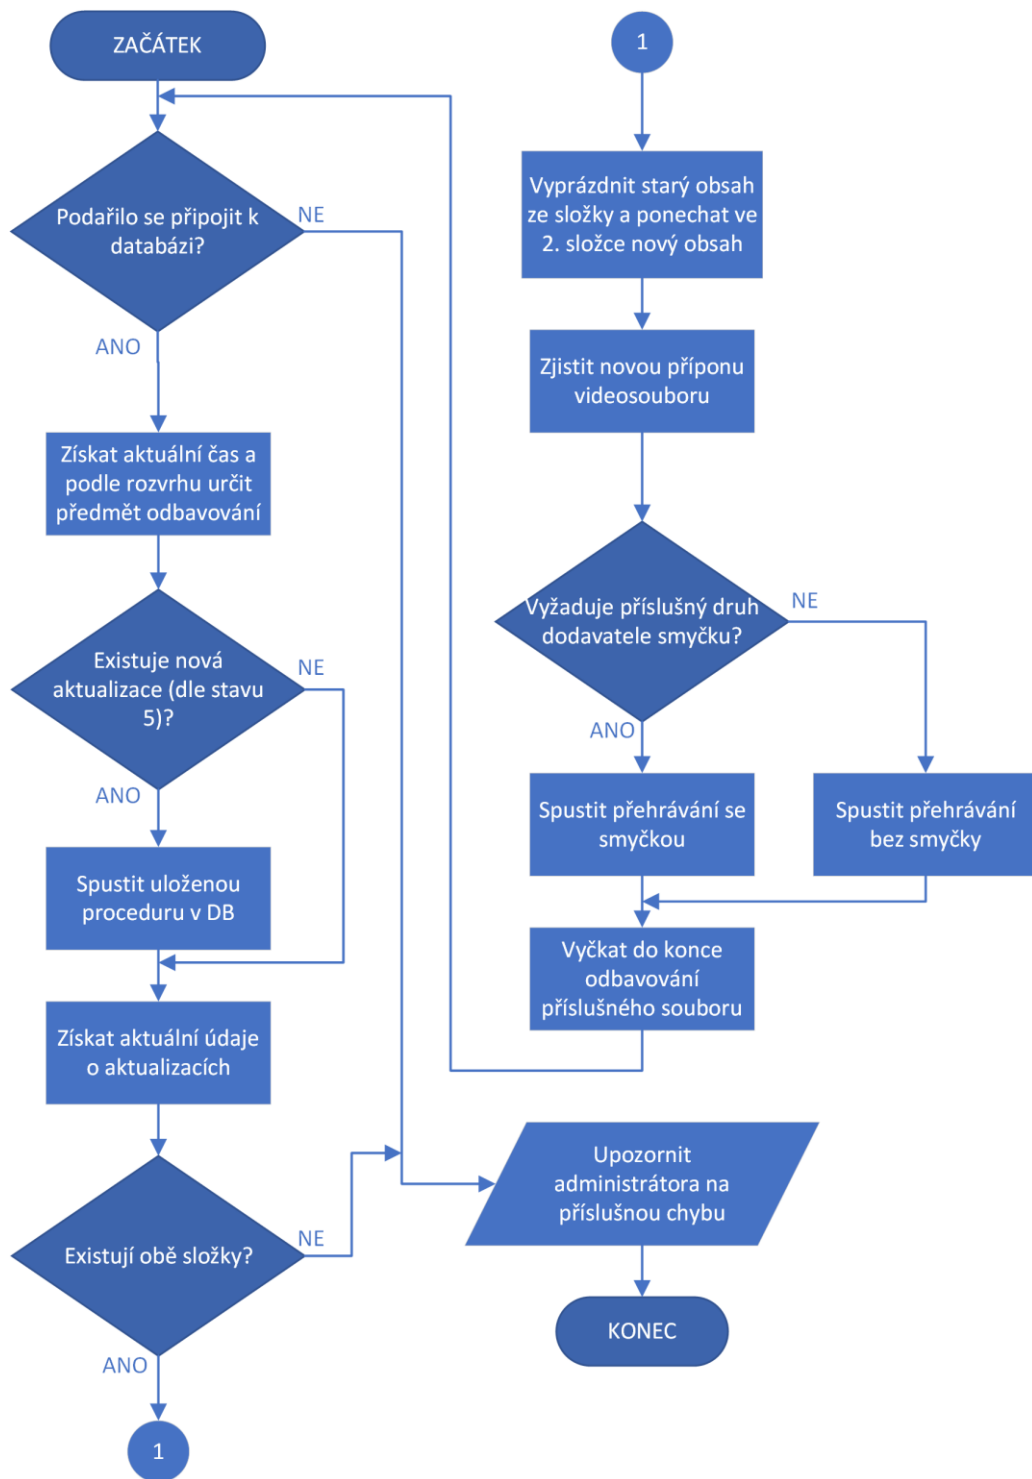 ZAČÁTEK
Podařilo se připojit k
databázi?
NE
ANO
Získat aktuální čas a
podle rozvrhu určit
předmět odbavování
Existuje nová
aktualizace (dle stavu
5)?
NE
ANO
Spustit uloženou
proceduru v DB
Získat aktuální údaje
o aktualizacích
Existují obě složky?
NE
ANO
1
1
Vyprázdnit starý obsah
ze složky a ponechat ve
2. složce nový obsah
Zjistit novou příponu
videosouboru
Vyžaduje příslušný druh
dodavatele smyčku?
NE
ANO
Spustit přehrávání se
smyčkou
Spustit přehrávání
bez smyčky
Vyčkat do konce
odbavování
příslušného souboru
Upozornit
administrátora na
příslušnou chybu
KONEC